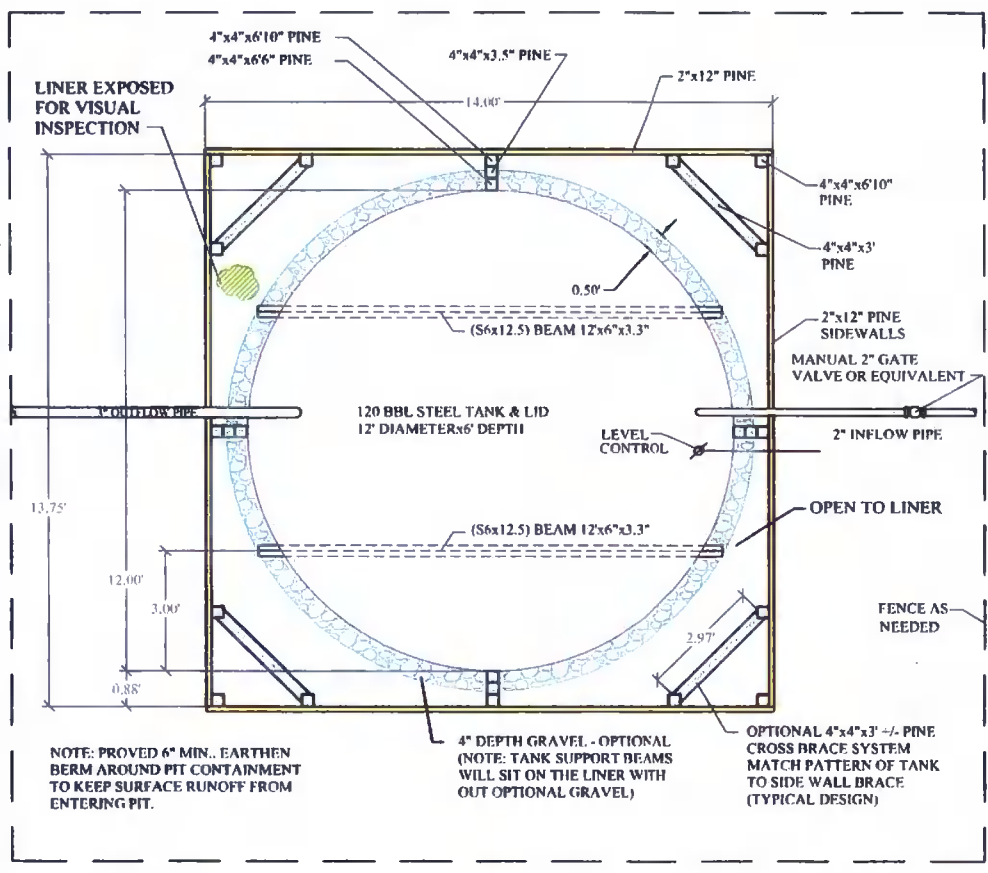 4"x4"x6'10" PINE
4"x4"x6'6" PINE
4"x4"x3.5" PINE
2"x12" PINE
LINER EXPOSED
FOR VISUAL
INSPECTION
14.00'
4"x4"x6'10"
PINE
4"x4"x3'
PINE
0.50'
(S6x12.5) BEAM 12'x6"x3.3"
2"x12" PINE
SIDEWALLS
MANUAL 2" GATE
VALVE OR EQUIVALENT
3" OUTFLOW PIPE
120 BBL STEEL TANK & LID
12' DIAMETERx6' DEPTH
LEVEL
CONTROL
2" INFLOW PIPE
13.75'
OPEN TO LINER
(S6x12.5) BEAM 12'x6"x3.3"
12.00'
3.00'
FENCE AS
NEEDED
2.97'
0.88'
NOTE: PROVED 6" MIN.. EARTHEN
BERM AROUND PIT CONTAINMENT
TO KEEP SURFACE RUNOFF FROM
ENTERING PIT.
4" DEPTH GRAVEL - OPTIONAL
(NOTE: TANK SUPPORT BEAMS
WILL SIT ON THE LINER WITH
OUT OPTIONAL GRAVEL)
OPTIONAL 4"x4"x3' +/- PINE
CROSS BRACE SYSTEM
MATCH PATTERN OF TANK
TO SIDE WALL BRACE
(TYPICAL DESIGN)